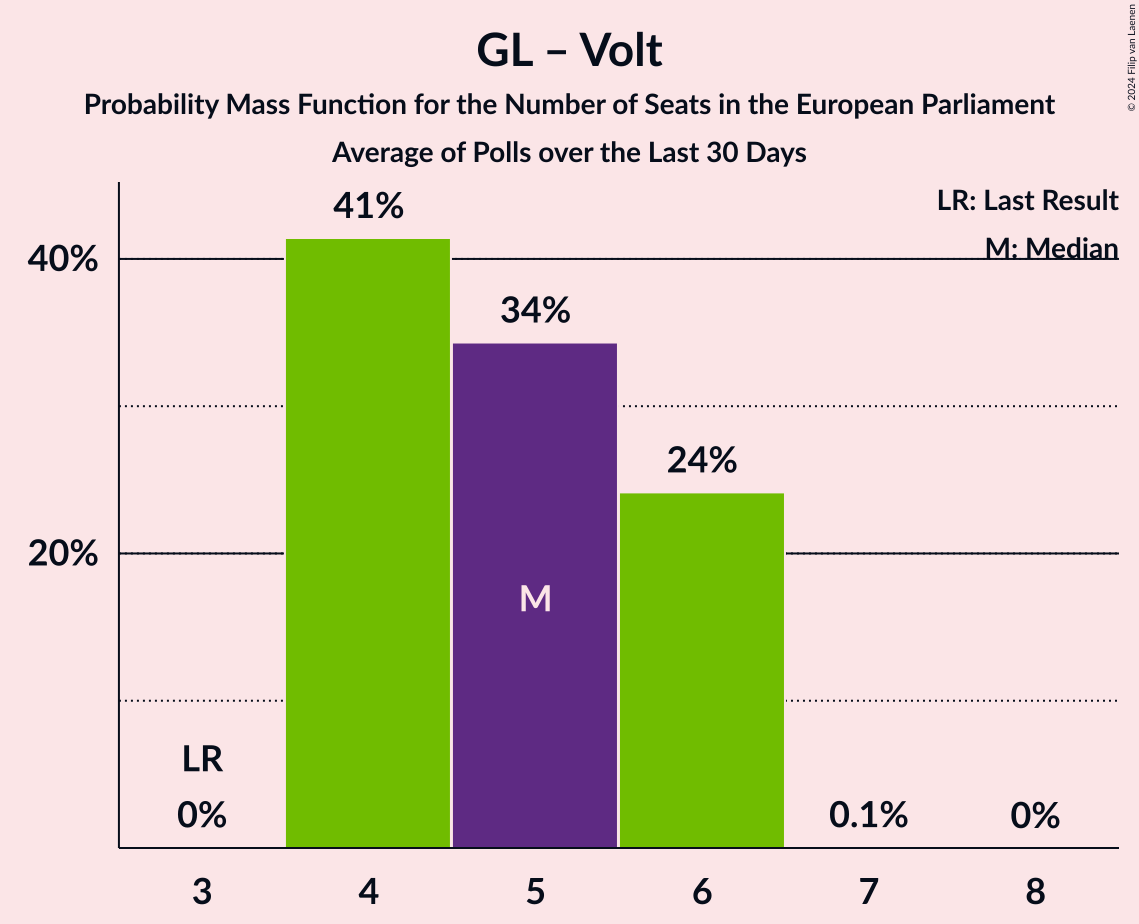 GL – Volt
Probability Mass Function for the Number of Seats in the European Parliament
Average of Polls over the Last 30 Days
© 2024 Filip van Laenen
LR: Last Result
M: Median
40%
20%
41%
34%
24%
M
LR
0%
0.1%
0%
3 4 5 6 7 8